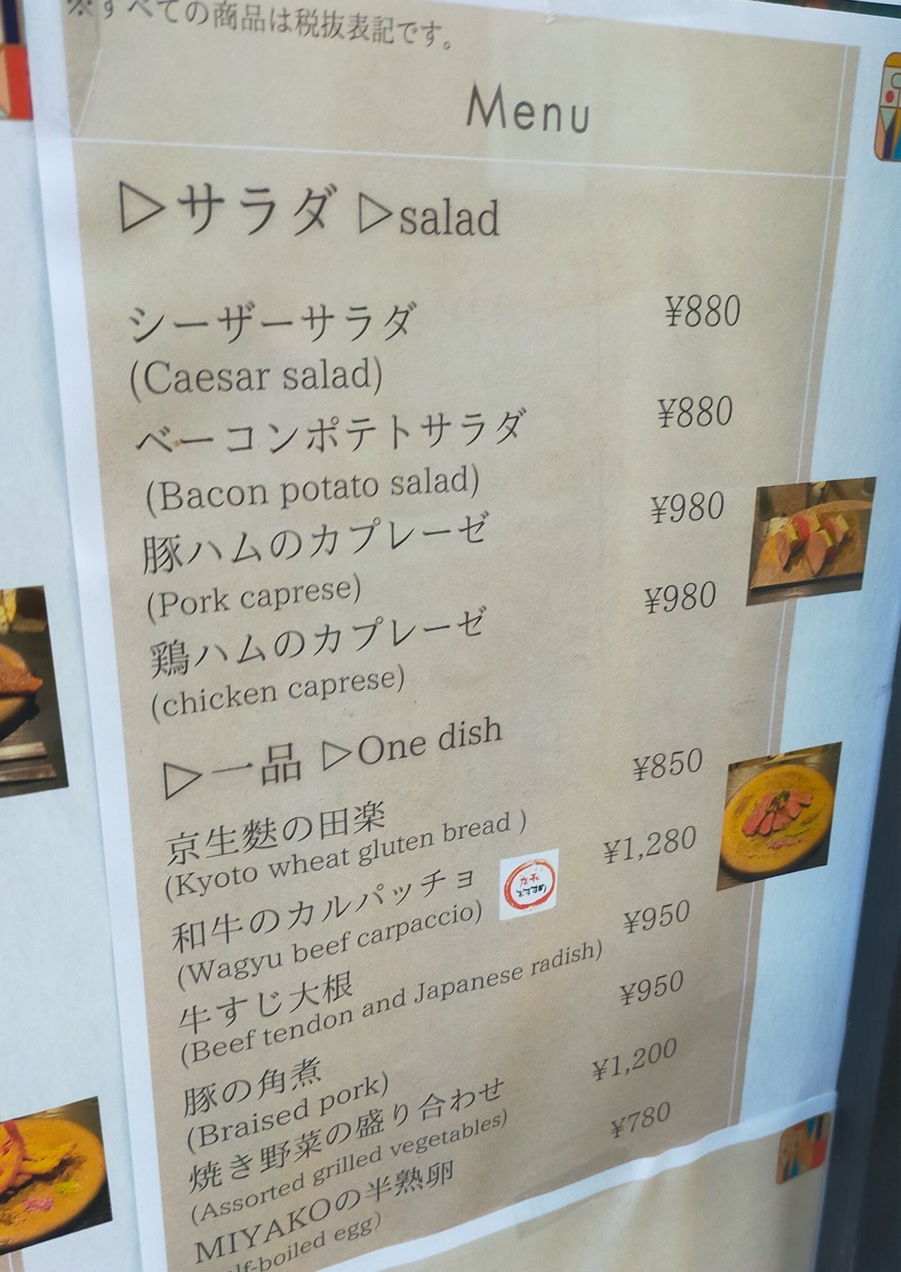 ※すべての商品は税抜表記です。
Menu
▷サラダ ▷salad
シーザーサラダ ¥880
(Caesar salad)
ベーコンポテトサラダ ¥880
(Bacon potato salad)
豚ハムのカプレーゼ ¥980
(Pork caprese)
鶏ハムのカプレーゼ ¥980
(chicken caprese)
▷一品 ▷One dish
京生麩の田楽 ¥850
(Kyoto wheat gluten bread )
和牛のカルパッチョ ¥1,280
(Wagyu beef carpaccio)
牛すじ大根 ¥950
(Beef tendon and Japanese radish)
豚の角煮 ¥950
(Braised pork)
焼き野菜の盛り合わせ ¥1,200
(Assorted grilled vegetables)
MIYAKOの半熟卵 ¥780
egg)